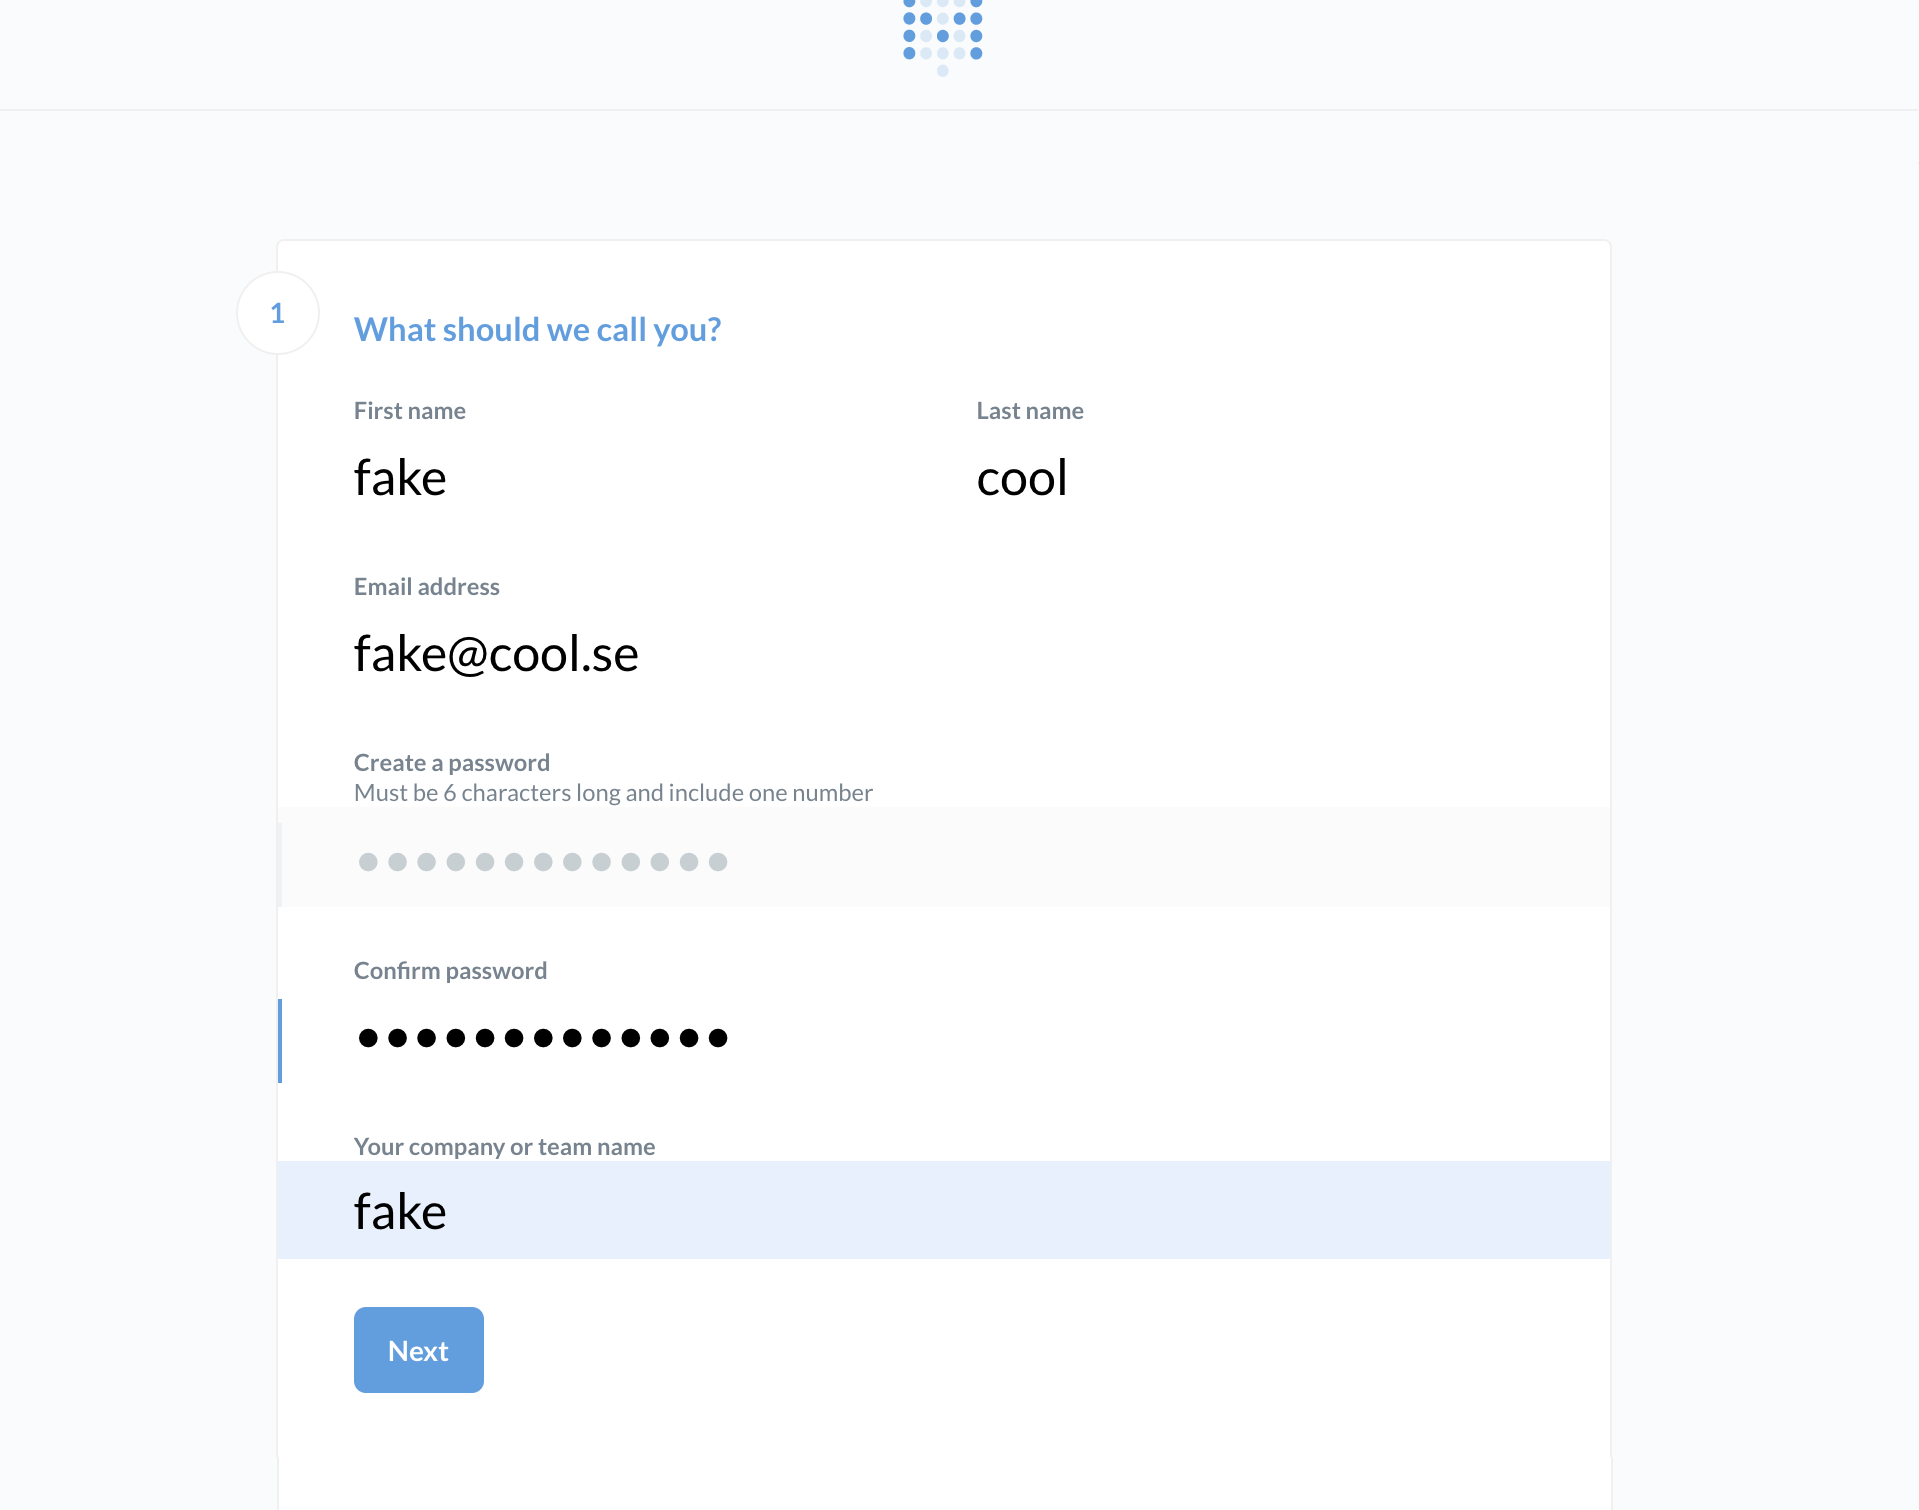 1
What should we call you?
First name
Last name
fake
cool
Email address
fake@cool.se
Create a password
Must be 6 characters long and include one number
●●●●●●●●●●●●●
Confirm password
●●●●●●●●●●●●●
Your company or team name
fake
Next